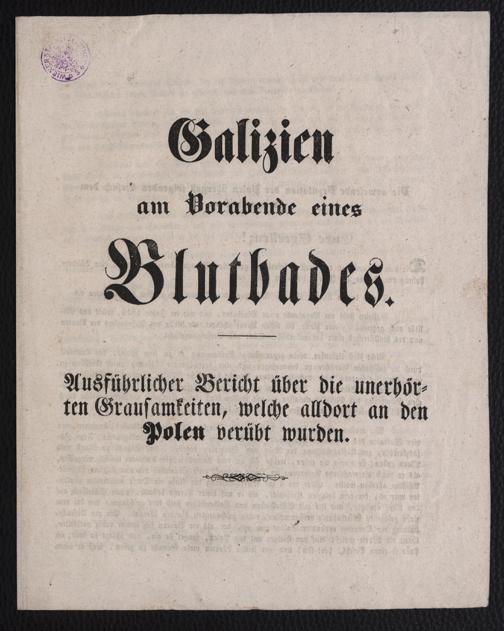 Galizien
am Vorabende eines
Blutbades.
Ausführlicher Bericht über die unerhör-
ten Grausamkeiten, welche alldort an den
Polen verübt wurden.